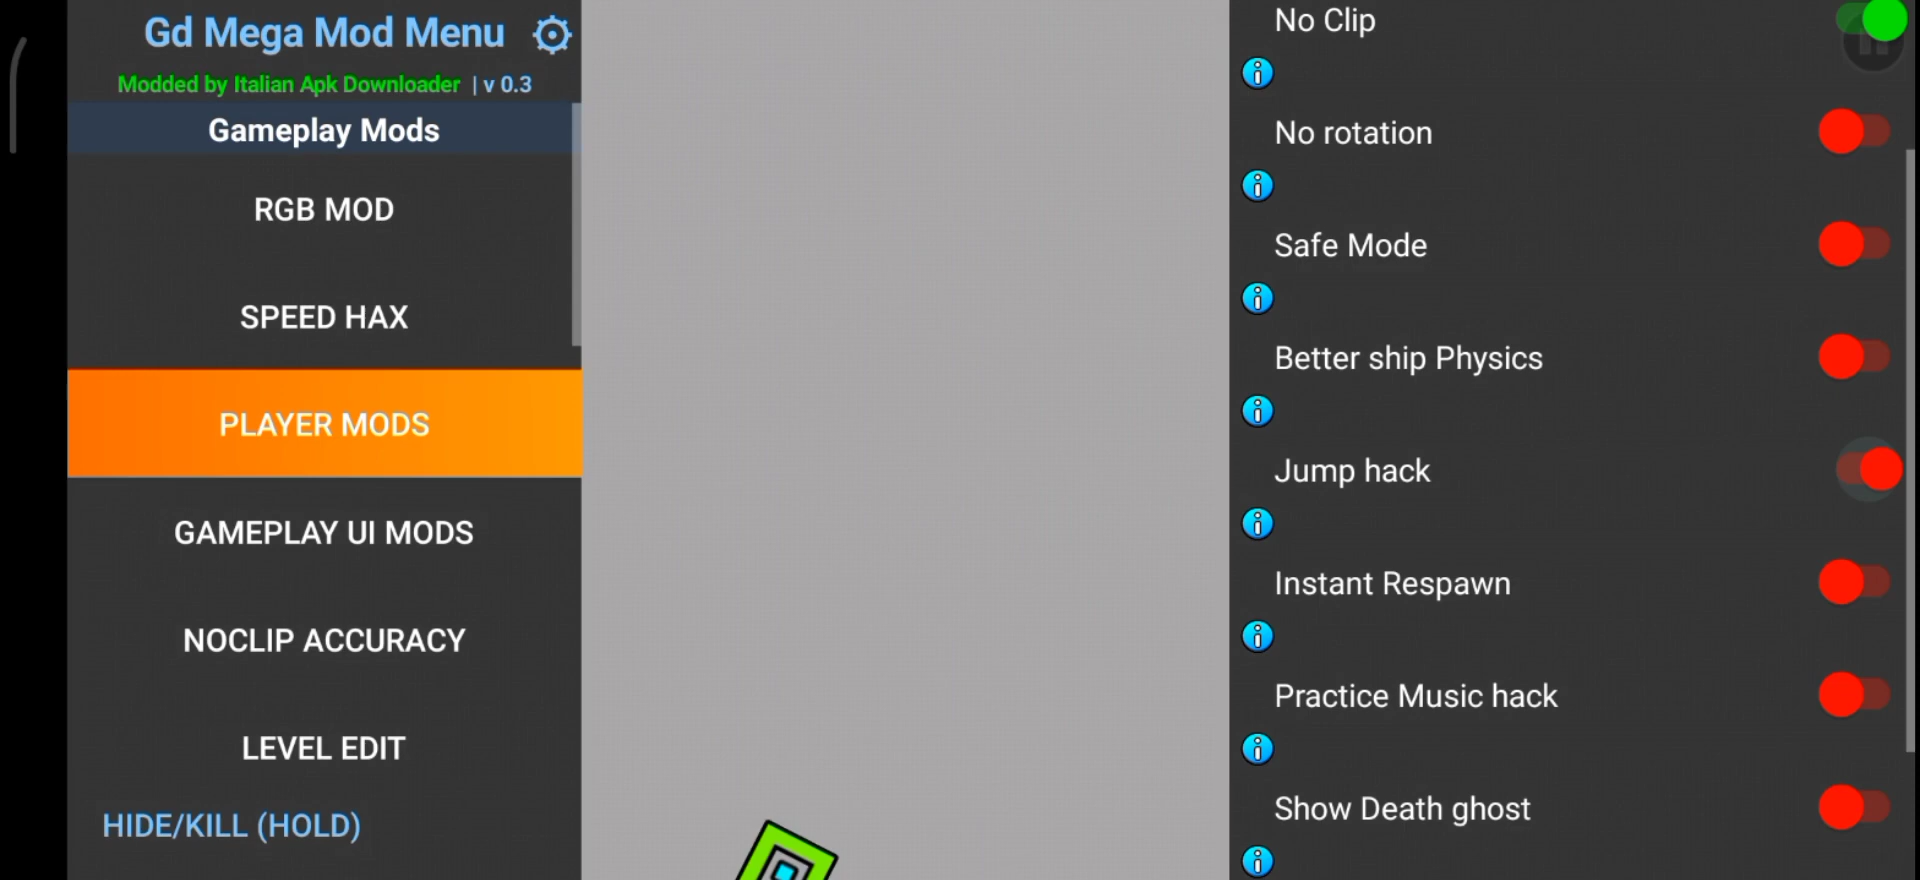 Gd Mega Mod Menu
Modded by Italian Apk Downloader | v 0.3
Gameplay Mods
RGB MOD
SPEED HAX
PLAYER MODS
GAMEPLAY UI MODS
NOCLIP ACCURACY
LEVEL EDIT
HIDE/KILL (HOLD)
No Clip
No rotation
Safe Mode
Better ship Physics
Jump hack
Instant Respawn
Practice Music hack
Show Death ghost